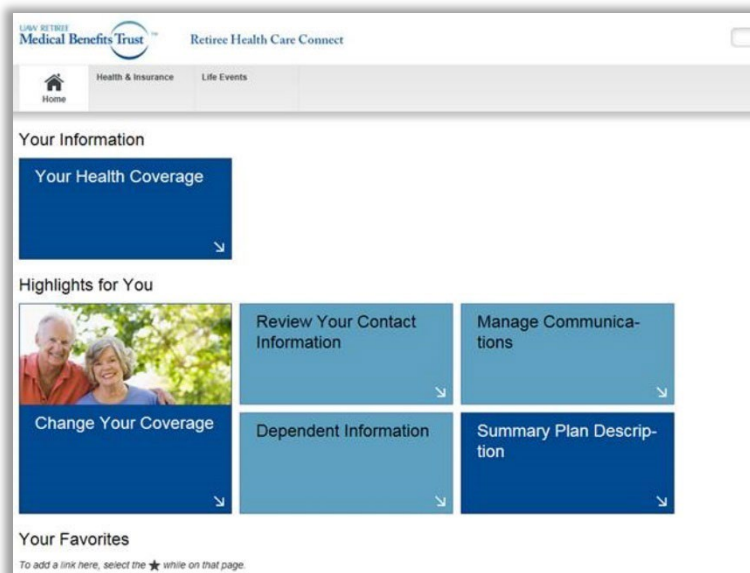 UAW RETIREE
Medical Benefits Trust™
Retiree Health Care Connect
Home
Health & Insurance
Life Events
Your Information
Your Health Coverage
Highlights for You
Change Your Coverage
Review Your Contact
Information
Manage Communica-
tions
Dependent Information
Summary Plan Descrip-
tion
Your Favorites
To add a link here, select the ★ while on that page.